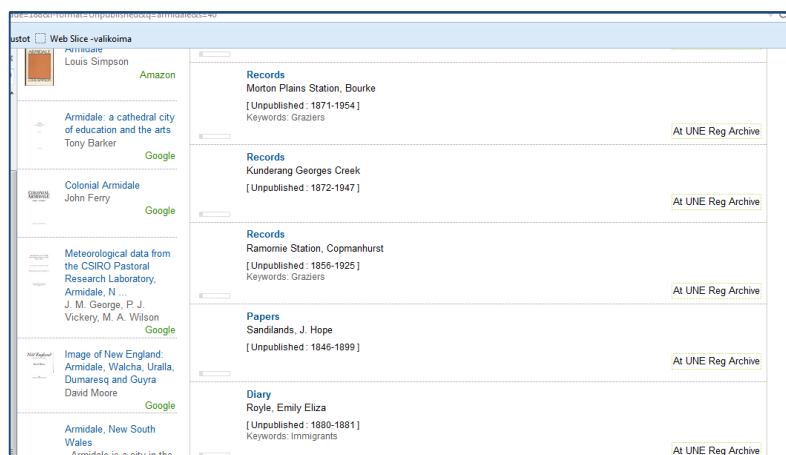 ustot Web Slice -valikoima
Armidale
Louis Simpson
Amazon
Armidale: a cathedral city
of education and the arts
Tony Barker
Google
Colonial Armidale
John Ferry
Google
Meteorological data from
the CSIRO Pastoral
Research Laboratory,
Armidale, N ...
J. M. George, P. J.
Vickery, M. A. Wilson
Google
Image of New England:
Armidale, Walcha, Uralla,
Dumaresq and Guyra
David Moore
Google
Armidale, New South
Wales
Armidale is a city in the
Records
Morton Plains Station, Bourke
[ Unpublished : 1871-1954 ]
Keywords: Graziers
At UNE Reg Archive
Records
Kunderang Georges Creek
[ Unpublished : 1872-1947 ]
At UNE Reg Archive
Records
Ramornie Station, Copmanhurst
[ Unpublished : 1856-1925 ]
Keywords: Graziers
At UNE Reg Archive
Papers
Sandilands, J. Hope
[ Unpublished : 1846-1899 ]
At UNE Reg Archive
Diary
Royle, Emily Eliza
[ Unpublished : 1880-1881 ]
Keywords: Immigrants
At UNE Reg Archive